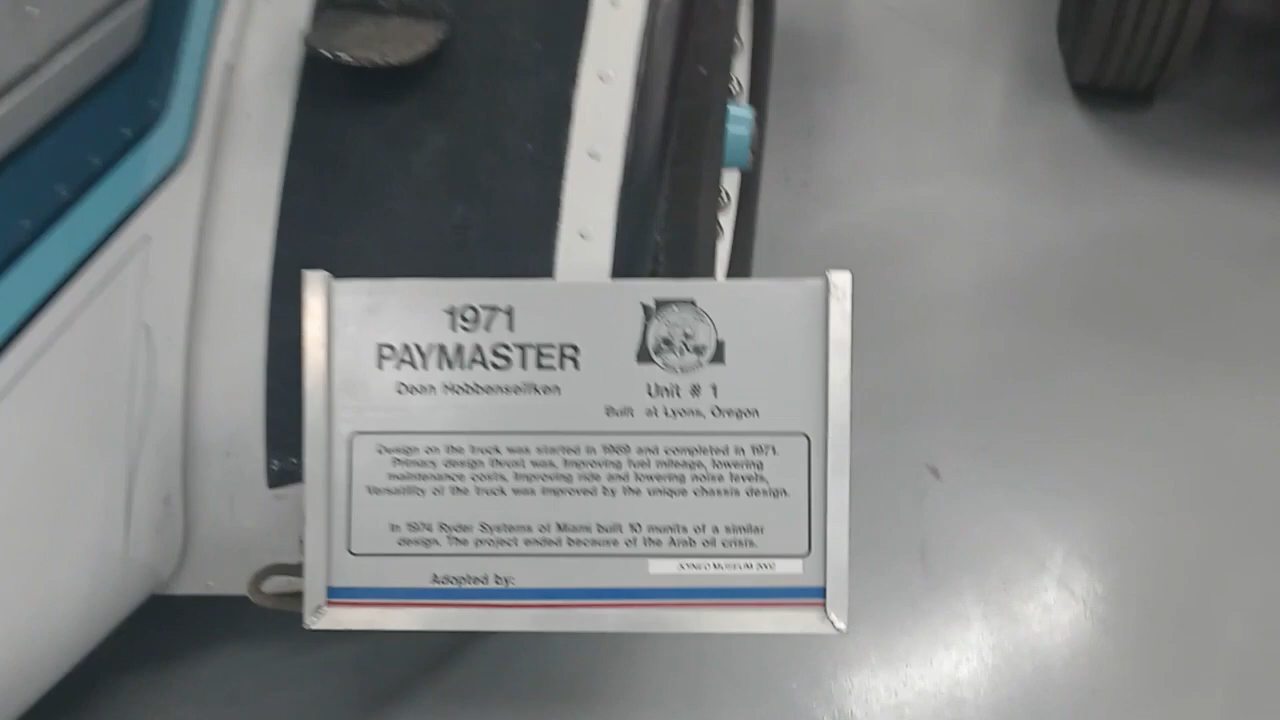 1971
PAYMASTER
Dean Hobbenseifken
Unit # 1
Built at Lyons, Oregon
Design on the truck was started in 1969 and completed in 1971.
Primary design thrust was, improving fuel mileage, lowering
maintenance costs, improving ride and lowering noise levels,
Versatility of the truck was improved by the unique chassis design.
In 1974 Ryder Systems of Miami built 10 munits of a similar
design. The project ended because of the Arab oil crisis.
MUSEUM
Adopted by: